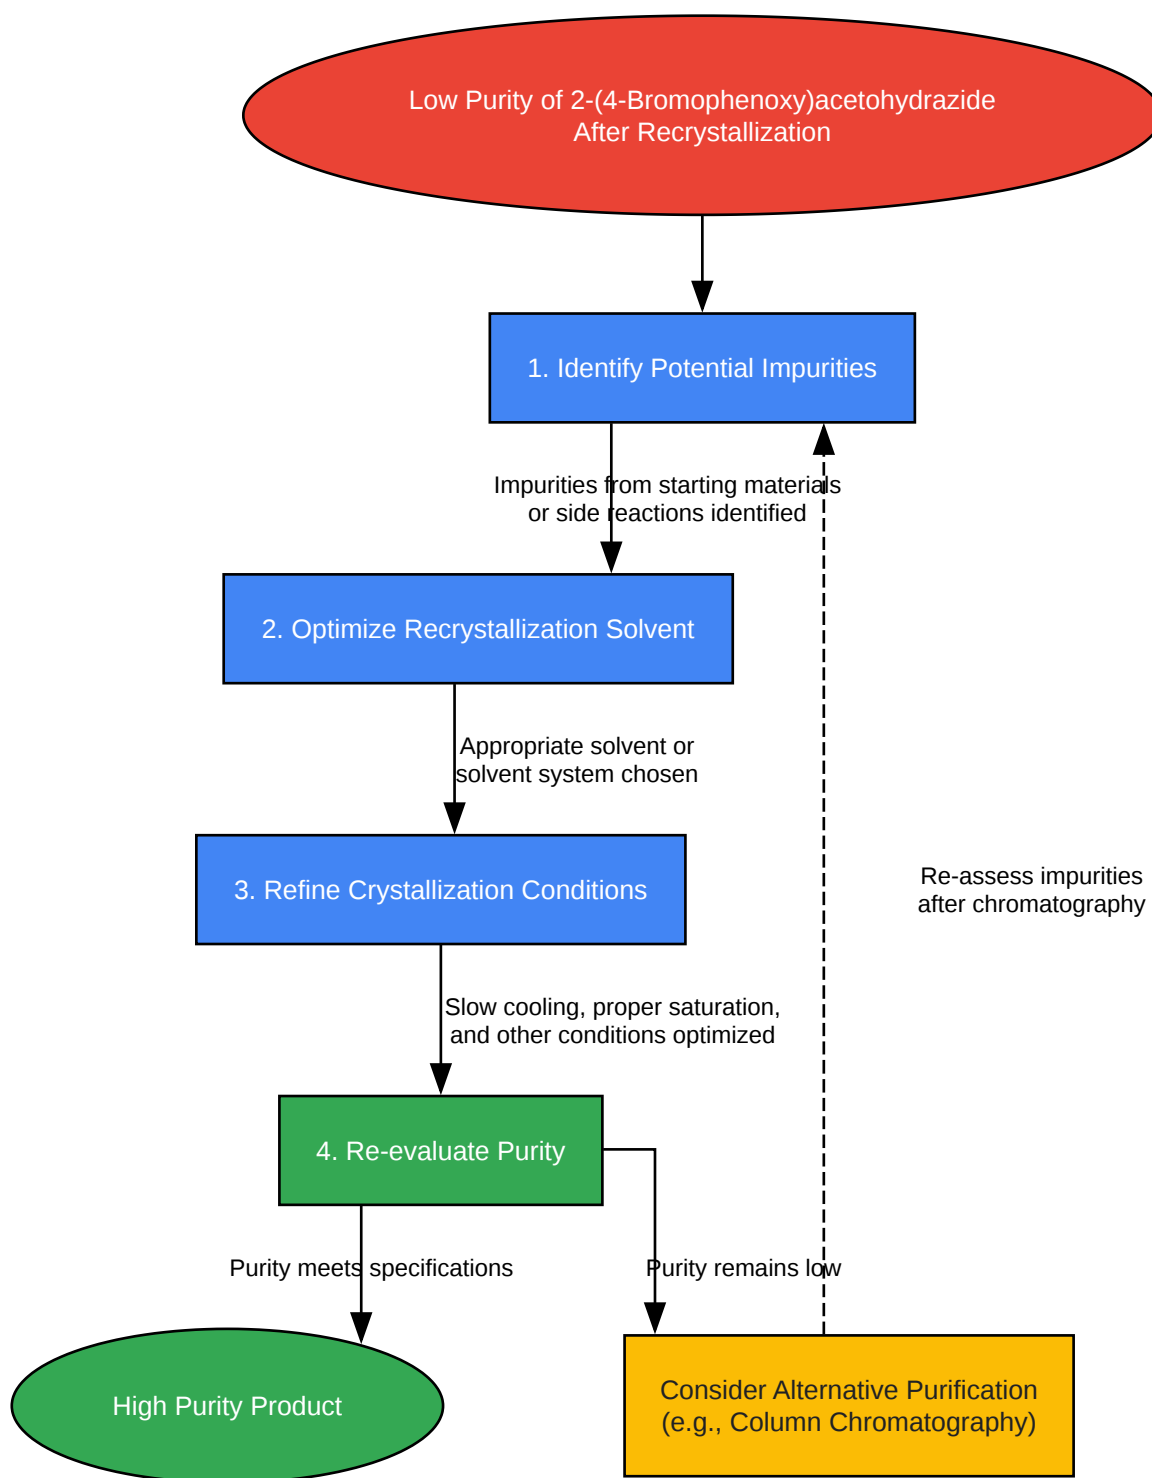 Low Purity of 2-(4-Bromophenoxy)acetohydrazide
After Recrystallization
1. Identify Potential Impurities
Impurities from starting materials
or side reactions identified
2. Optimize Recrystallization Solvent
Appropriate solvent or
solvent system chosen
3. Refine Crystallization Conditions
Re-assess impurities
after chromatography
Slow cooling, proper saturation,
and other conditions optimized
4. Re-evaluate Purity
Purity meets specifications
Purity remains low
High Purity Product
Consider Alternative Purification
(e.g., Column Chromatography)